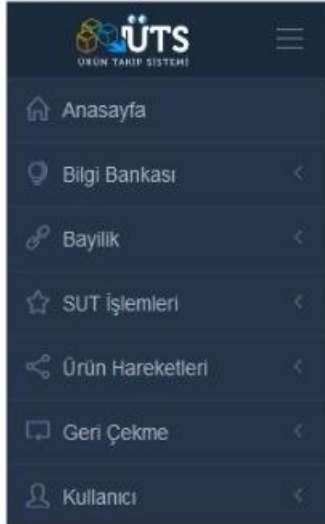 ÜTS
ÜRÜN TAKİP SİSTEMİ
Anasayfa
Bilgi Bankası
Bayilik
SUT İşlemleri
Ürün Hareketleri
Geri Çekme
Kullanıcı